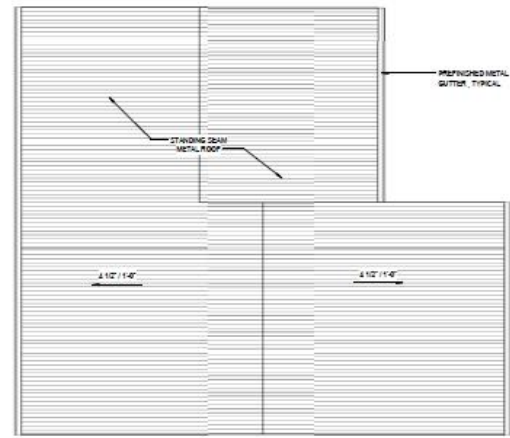 PREFINISHED METAL
GUTTER, TYPICAL
STANDING SEAM
METAL ROOF
4 1/2" / 1'-0"
4 1/2" / 1'-0"